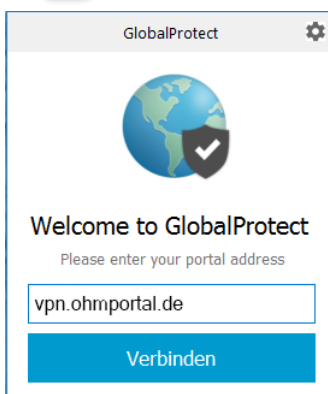 GlobalProtect
Welcome to GlobalProtect
Please enter your portal address
vpn.ohmportal.de
Verbinden